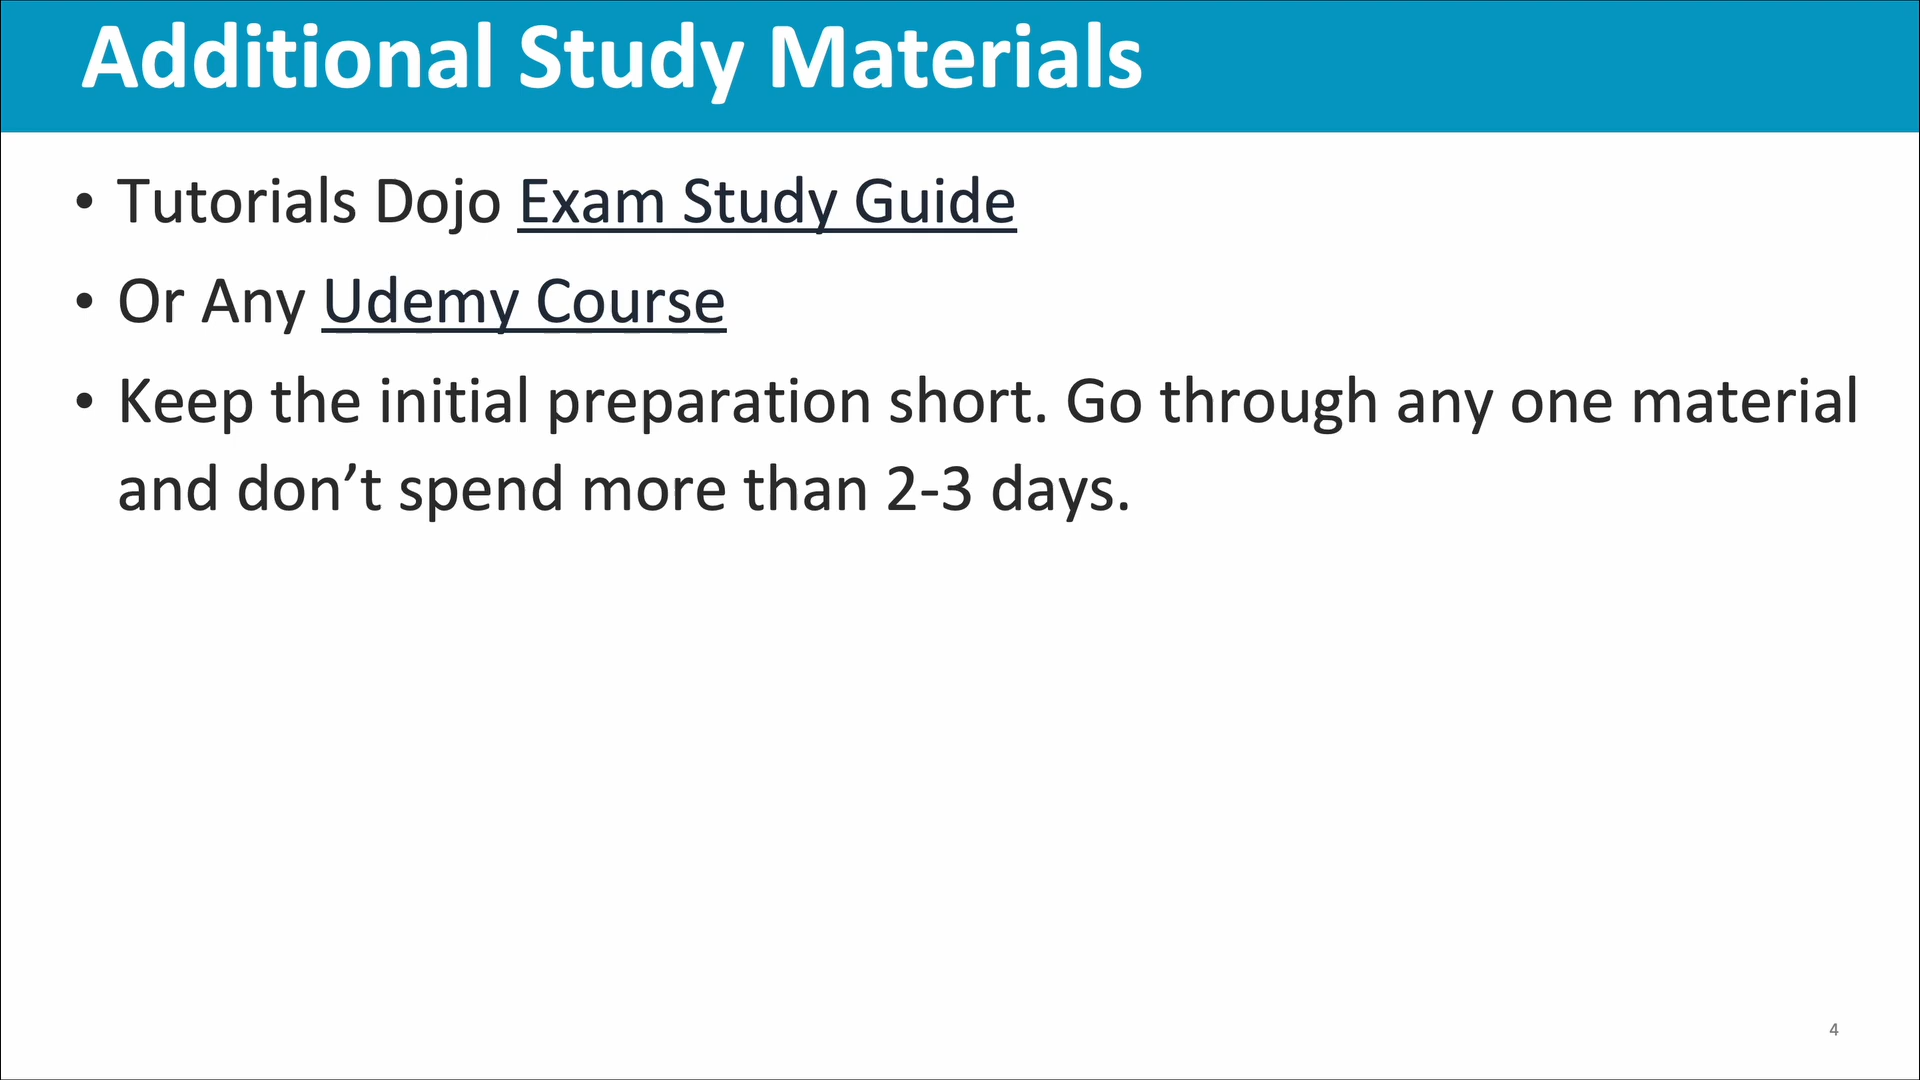 Additional Study Materials
• Tutorials Dojo Exam Study Guide
• Or Any Udemy Course
• Keep the initial preparation short. Go through any one material
and don’t spend more than 2-3 days.
4